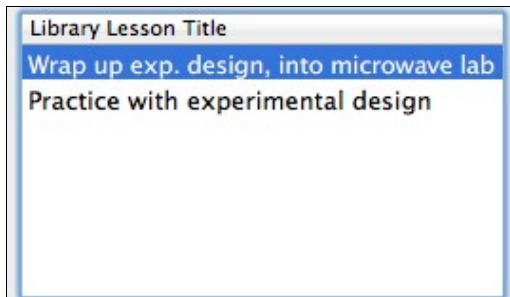 Library Lesson Title
Wrap up exp. design, into microwave lab
Practice with experimental design